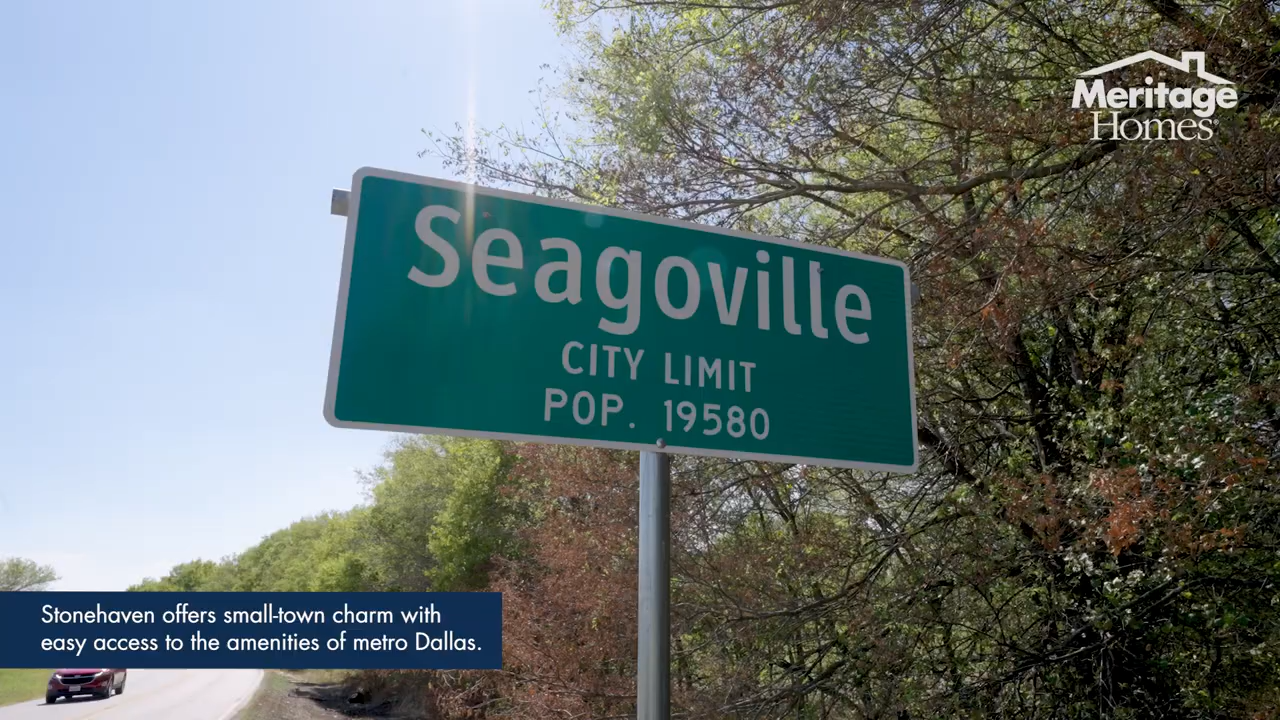 Meritage
Homes
Seagoville
CITY LIMIT
POP. 19580
Stonehaven offers small-town charm with
easy access to the amenities of metro Dallas.